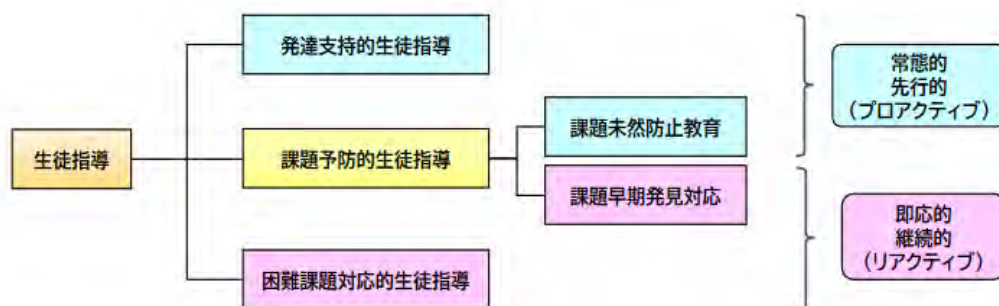 生徒指導
発達支持的生徒指導
課題予防的生徒指導
課題未然防止教育
課題早期発見対応
困難課題対応的生徒指導
常態的
先行的
(プロアクティブ)
即応的
継続的
(リアクティブ)